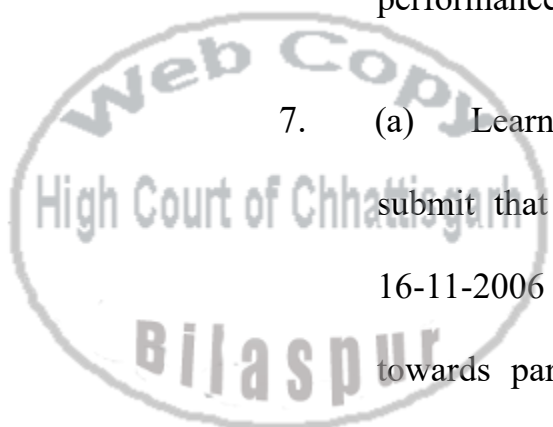 performance
Web Copy
7. (a) Learn
High Court of Chhattisgarh
submit that
16-11-2006
Bilaspur
towards par